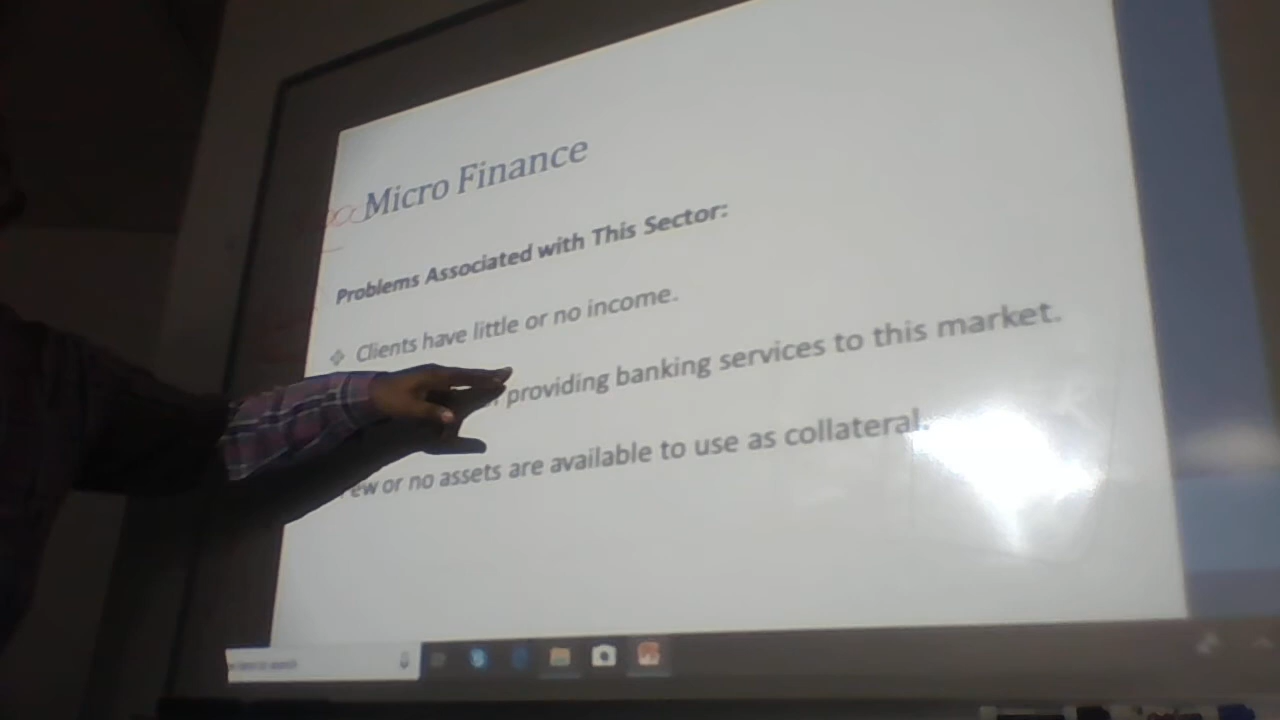 Micro Finance
Problems Associated with This Sector:
Clients have little or no income.
providing banking services to this market.
or no assets are available to use as collateral.